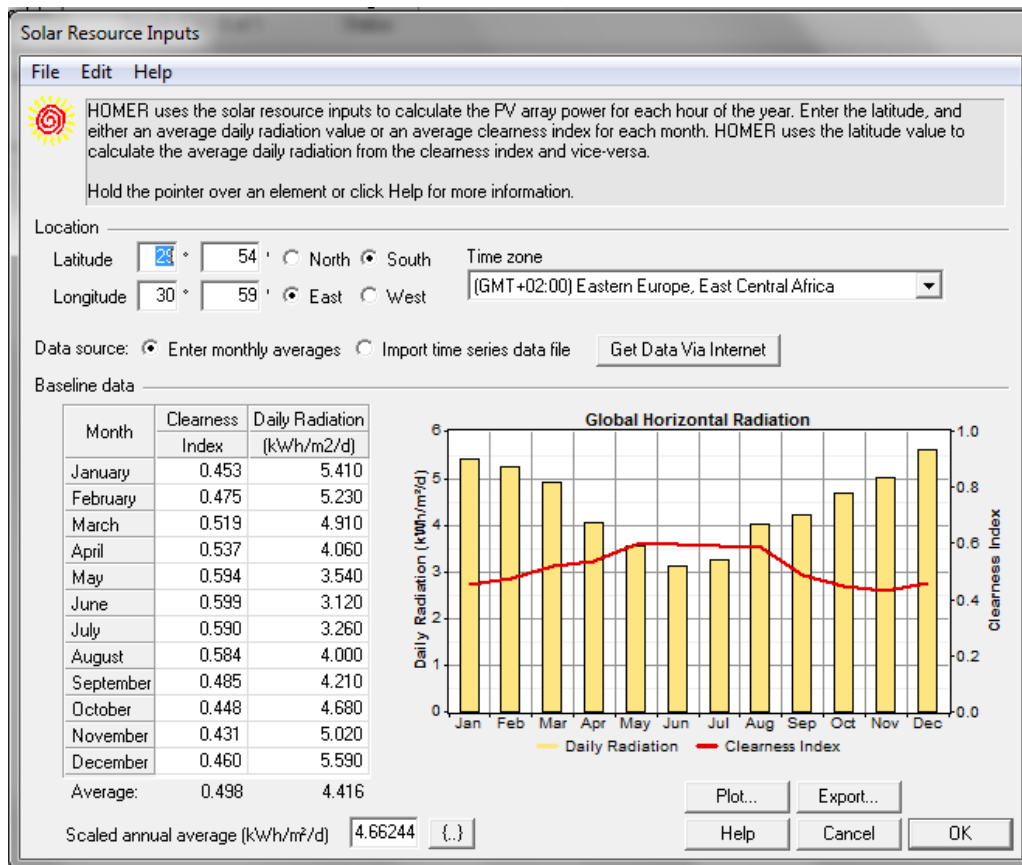 Solar Resource Inputs
File Edit Help
HOMER uses the solar resource inputs to calculate the PV array power for each hour of the year. Enter the latitude, and
either an average daily radiation value or an average clearness index for each month. HOMER uses the latitude value to
calculate the average daily radiation from the clearness index and vice-versa.
Hold the pointer over an element or click Help for more information.
Location
Latitude 29 ° 54 ' North South
Time zone
Longitude 30 ° 59 ' East West
(GMT+02:00) Eastern Europe, East Central Africa
Data source: Enter monthly averages Import time series data file Get Data Via Internet
Baseline data
Month Clearness Daily Radiation
Index (kWh/m2/d)
January 0.453 5.410
February 0.475 5.230
March 0.519 4.910
April 0.537 4.060
May 0.594 3.540
June 0.599 3.120
July 0.590 3.260
August 0.584 4.000
September 0.485 4.210
October 0.448 4.680
November 0.431 5.020
December 0.460 5.590
Average: 0.498 4.416
Scaled annual average (kWh/m²/d) 4.66244 {..}
Global Horizontal Radiation
Daily Radiation (kWh/m²/d)
6
5
4
3
2
1
0
1.0
0.8
0.6
0.4
0.2
0.0
Clearness Index
Jan Feb Mar Apr May Jun Jul Aug Sep Oct Nov Dec
Daily Radiation Clearness Index
Plot... Export...
Help Cancel OK